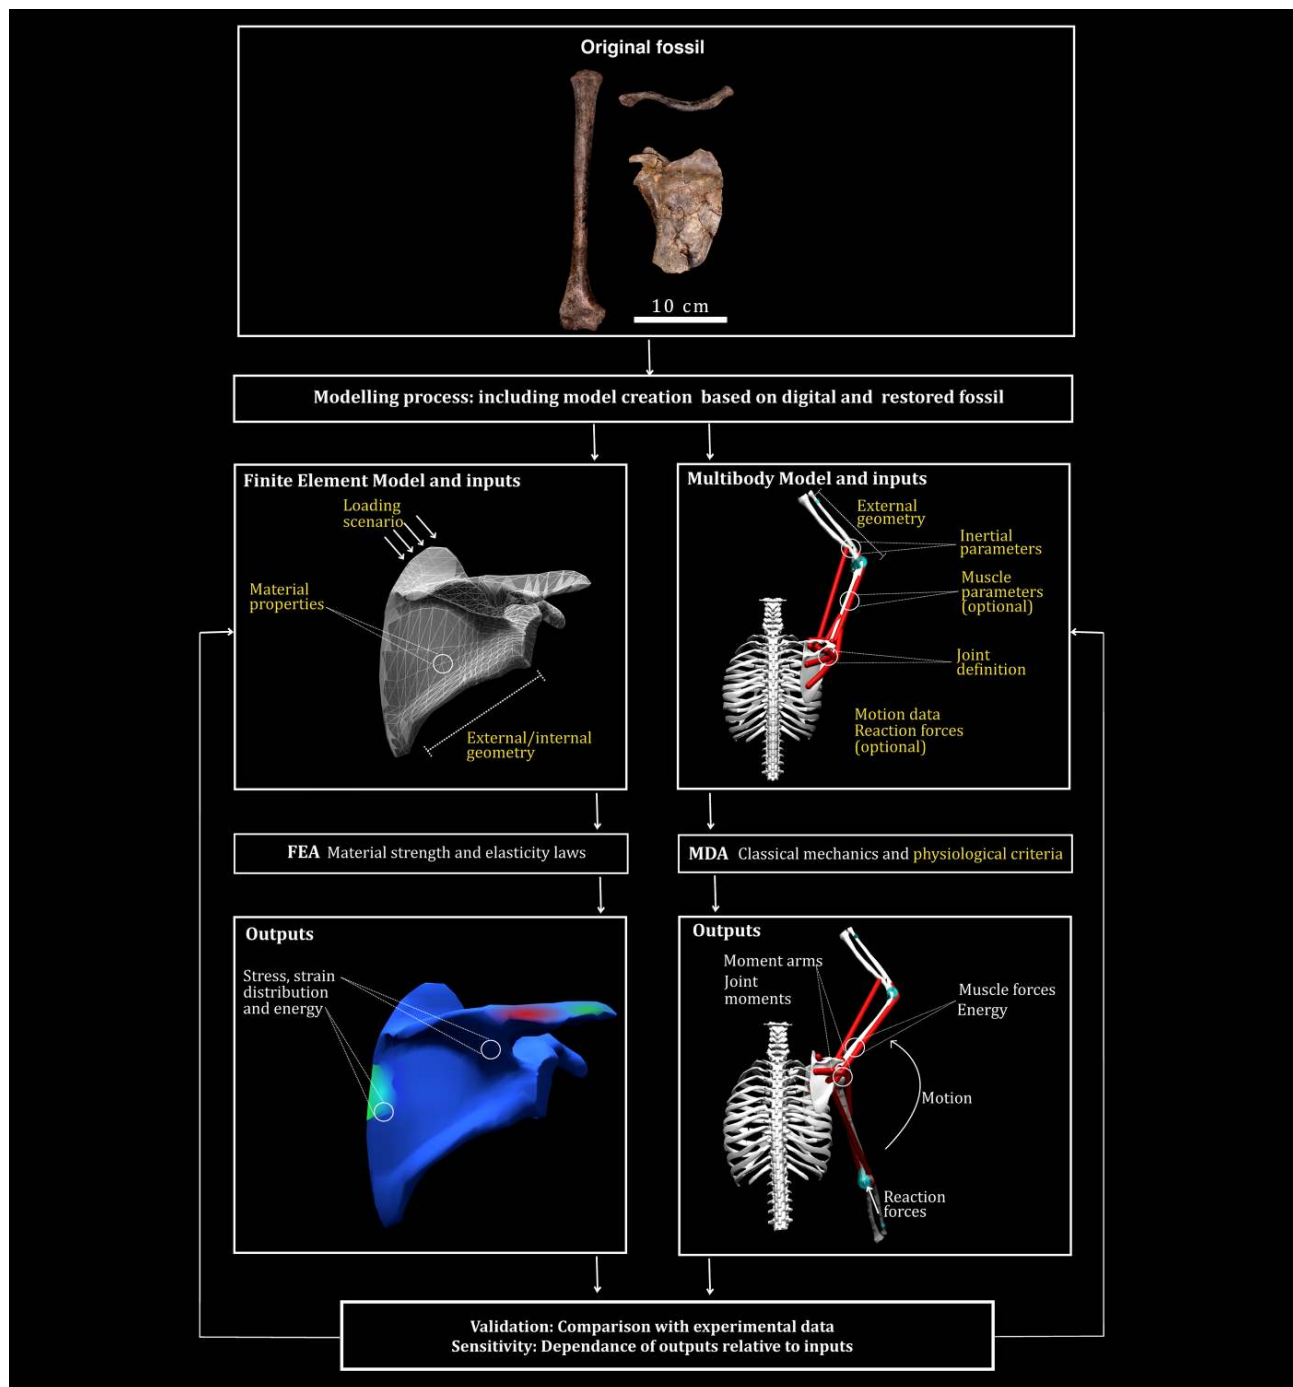 Original fossil
10 cm
Modelling process: including model creation based on digital and restored fossil
Finite Element Model and inputs
Loading
scenario
Material
properties
External/internal
geometry
Multibody Model and inputs
External
geometry
Inertial
parameters
Muscle
parameters
(optional)
Joint
definition
Motion data
Reaction forces
(optional)
FEA Material strength and elasticity laws
MDA Classical mechanics and physiological criteria
Outputs
Stress, strain
distribution
and energy
Outputs
Moment arms
Joint
moments
Muscle forces
Energy
Motion
Reaction
forces
Validation: Comparison with experimental data
Sensitivity: Dependance of outputs relative to inputs